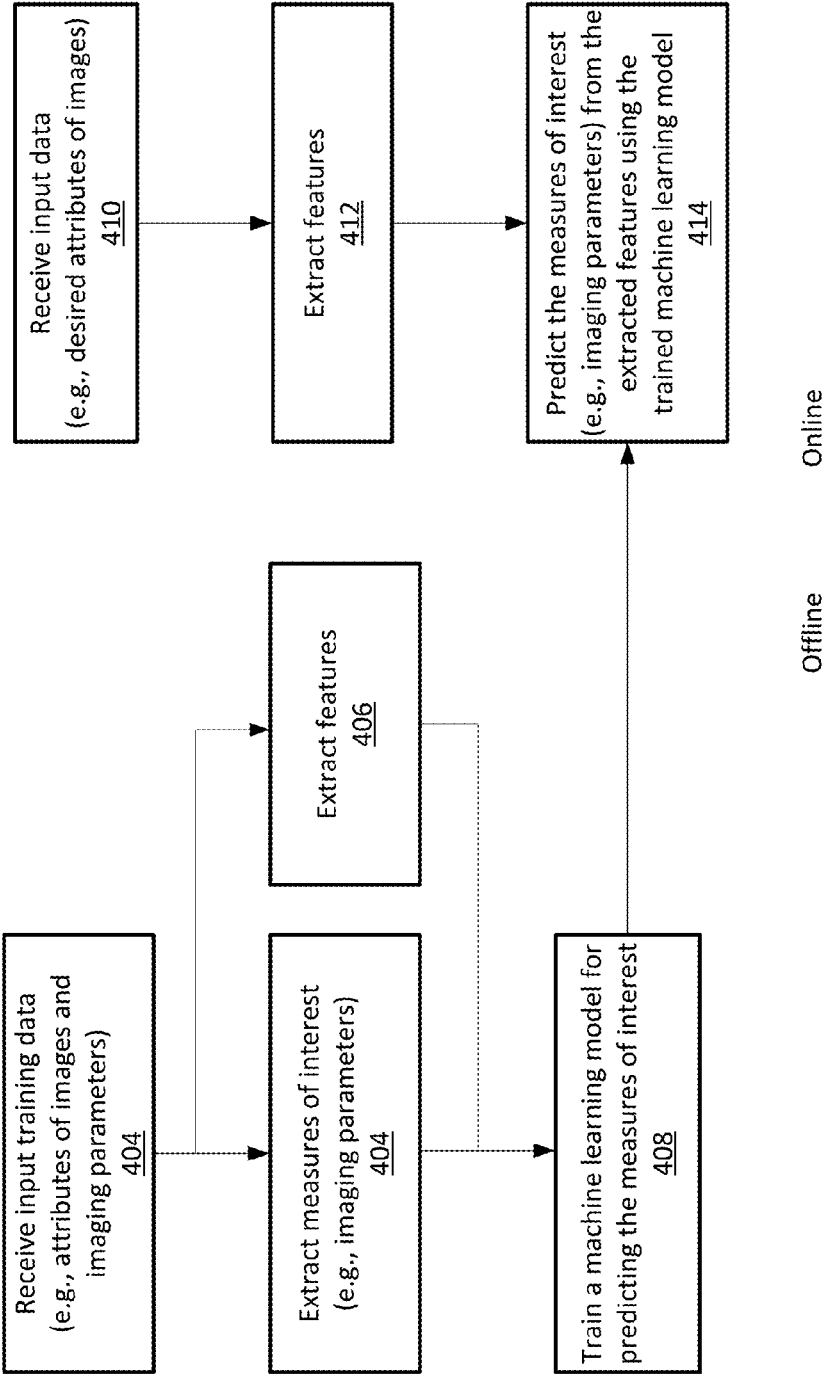 Receive input training data
(e.g., attributes of images and
imaging parameters)
404
Extract measures of interest
(e.g., imaging parameters)
404
Extract features
406
Train a machine learning model for
predicting the measures of interest
408
Receive input data
(e.g., desired attributes of images)
410
Extract features
412
Predict the measures of interest
(e.g., imaging parameters) from the
extracted features using the
trained machine learning model
414
Offline
Online